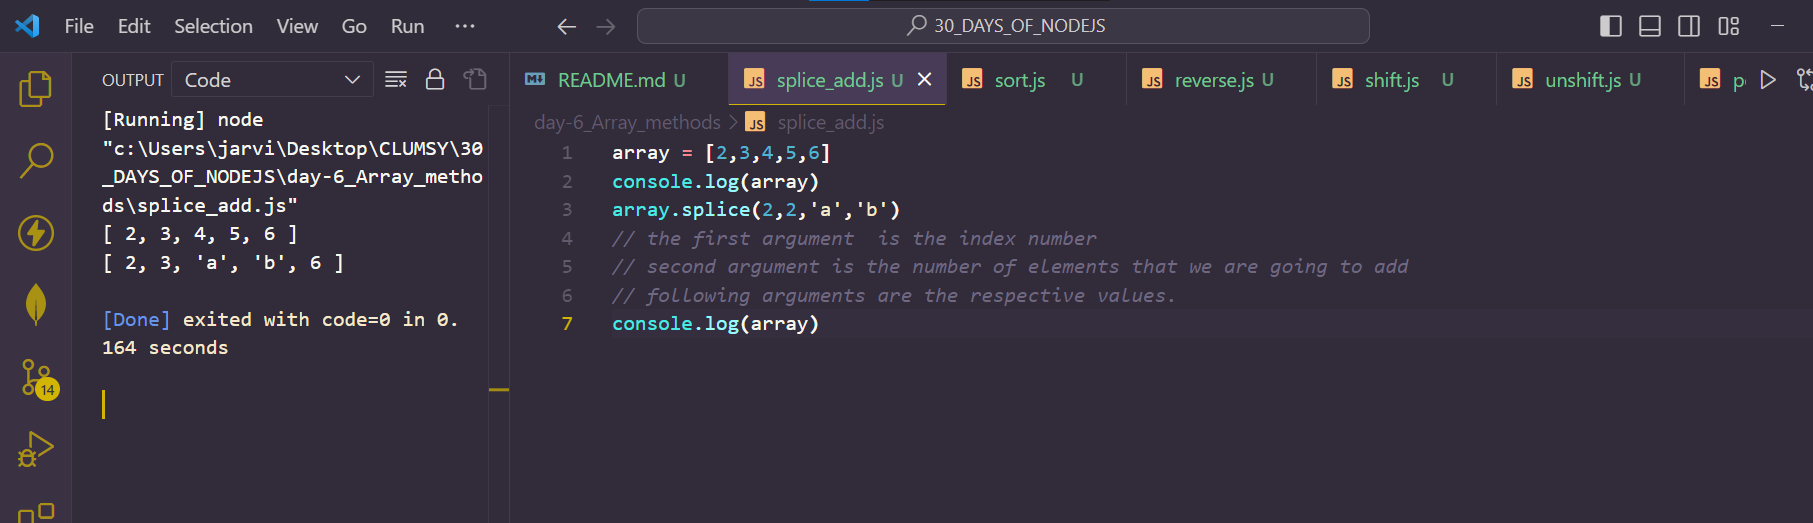 File Edit Selection View Go Run ··· 30_DAYS_OF_NODEJS
OUTPUT Code
README.md U splice_add.js U sort.js U reverse.js U shift.js U unshift.js U
day-6_Array_methods > splice_add.js
[Running] node
"c:\Users\jarvi\Desktop\CLUMSY\30
_DAYS_OF_NODEJS\day-6_Array_metho
ds\splice_add.js"
[ 2, 3, 4, 5, 6 ]
[ 2, 3, 'a', 'b', 6 ]
[Done] exited with code=0 in 0.
164 seconds
14
1 array = [2,3,4,5,6]
2 console.log(array)
3 array.splice(2,2,'a','b')
4 // the first argument  is the index number
5 // second argument is the number of elements that we are going to add
6 // following arguments are the respective values.
7 console.log(array)